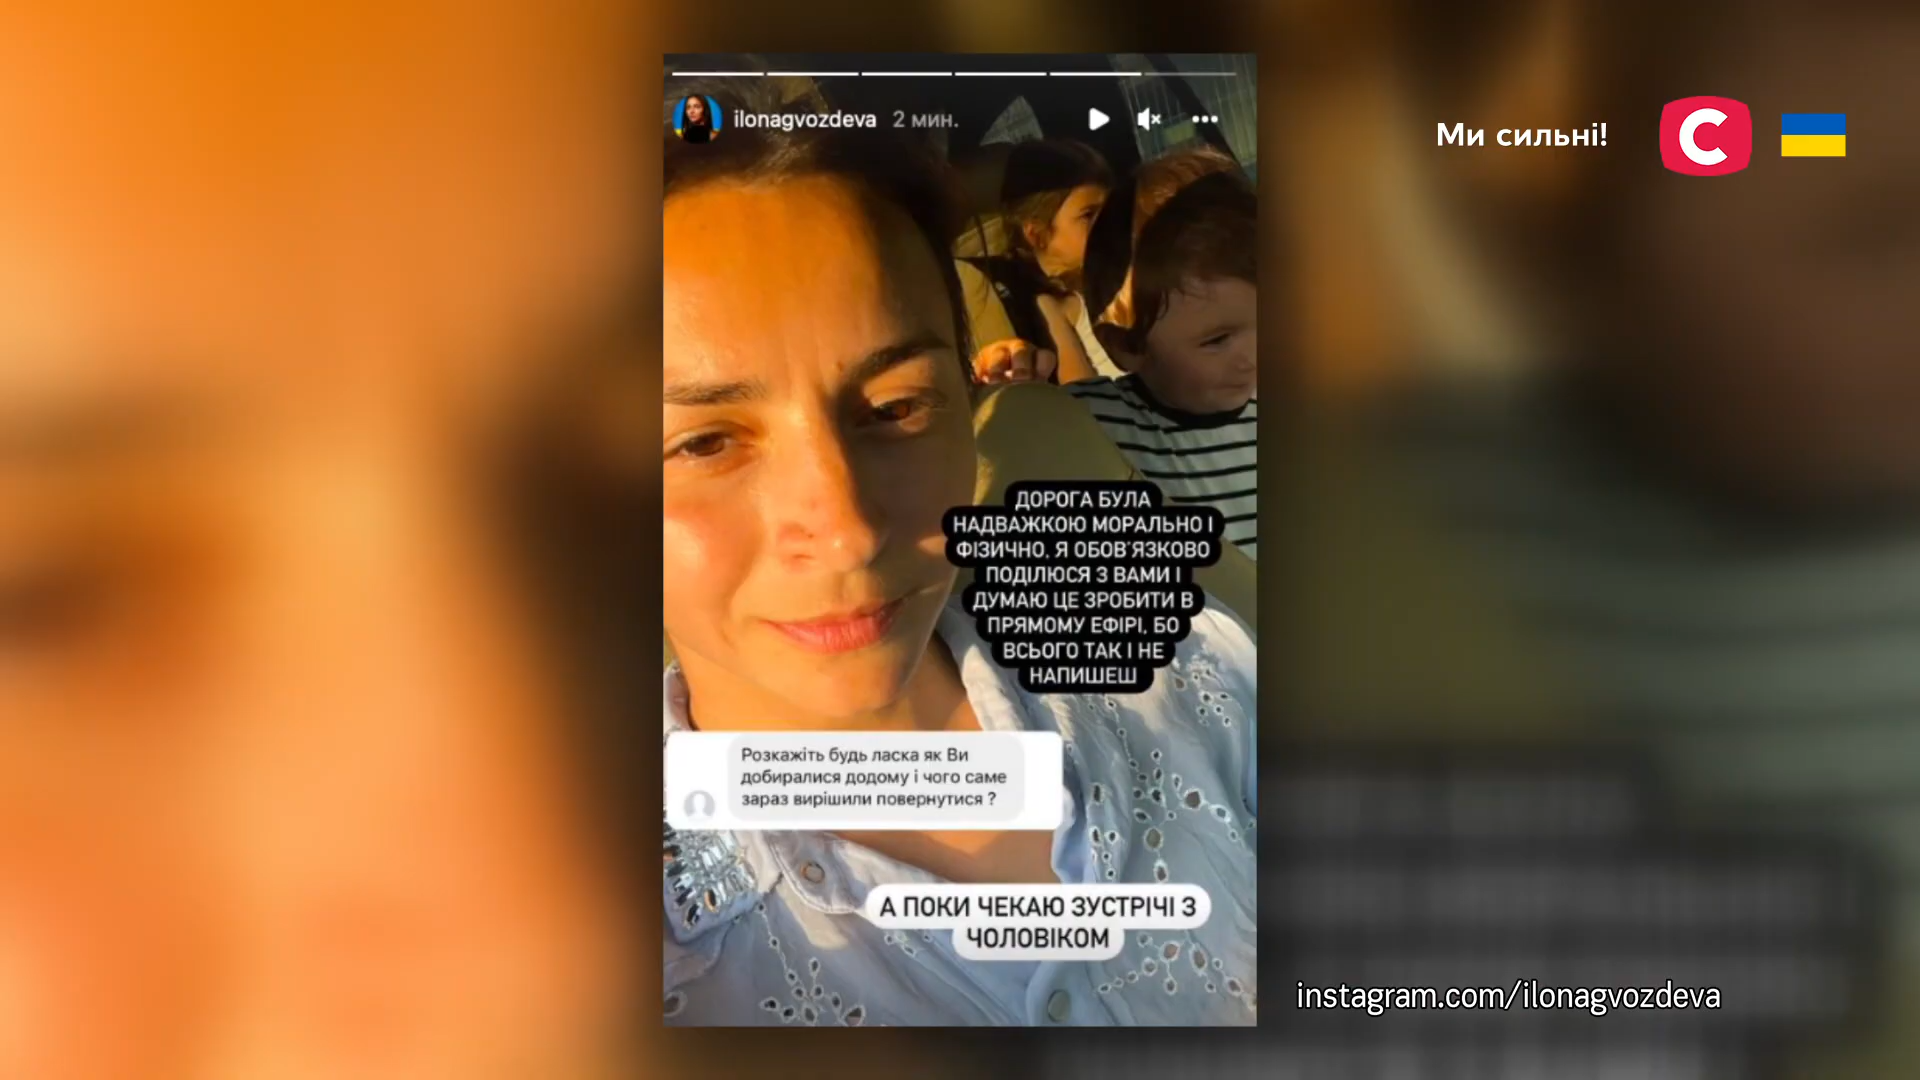 ilonagvozdeva 2 мин.
Ми сильні!
С
ДОРОГА БУЛА
НАДВАЖКОЮ МОРАЛЬНО І
ФІЗИЧНО. Я ОБОВ'ЯЗКОВО
ПОДІЛЮСЯ З ВАМИ І
ДУМАЮ ЦЕ ЗРОБИТИ В
ПРЯМОМУ ЕФІРІ, БО
ВСЬОГО ТАК І НЕ
НАПИШЕШ
Розкажіть будь ласка як Ви
добиралися додому і чого саме
зараз вирішили повернутися ?
А ПОКИ ЧЕКАЮ ЗУСТРІЧІ З
ЧОЛОВІКОМ
instagram.com/ilonagvozdeva